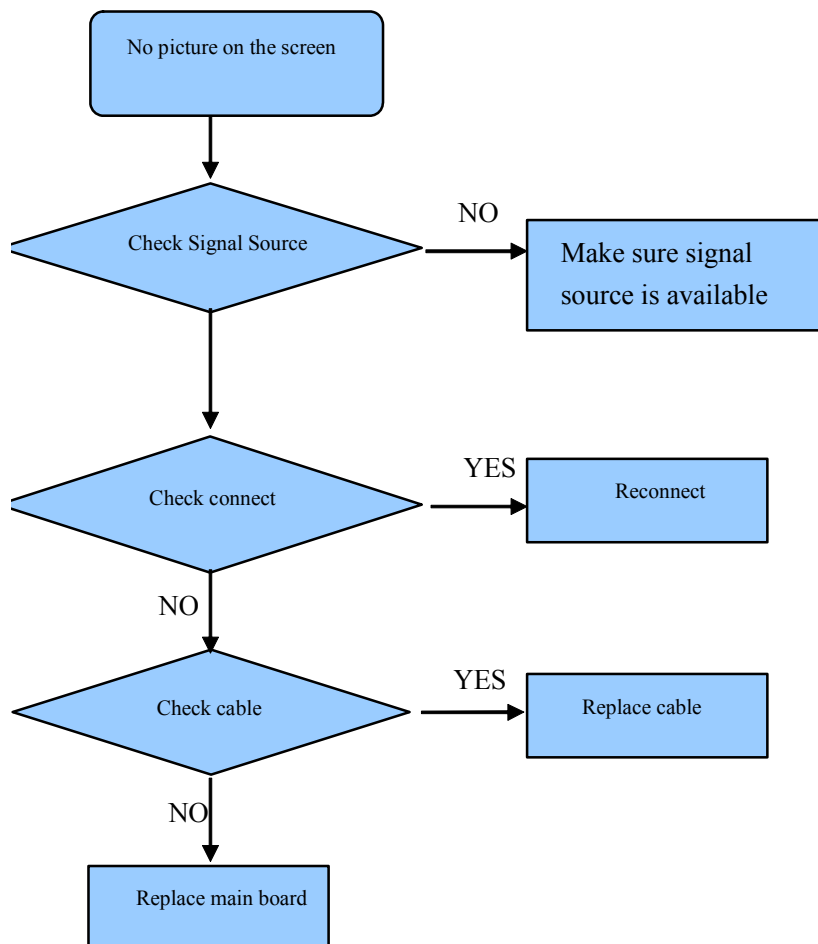 No picture on the screen
Check Signal Source
NO
Make sure signal
source is available
Check connect
YES
Reconnect
NO
Check cable
YES
Replace cable
NO
Replace main board